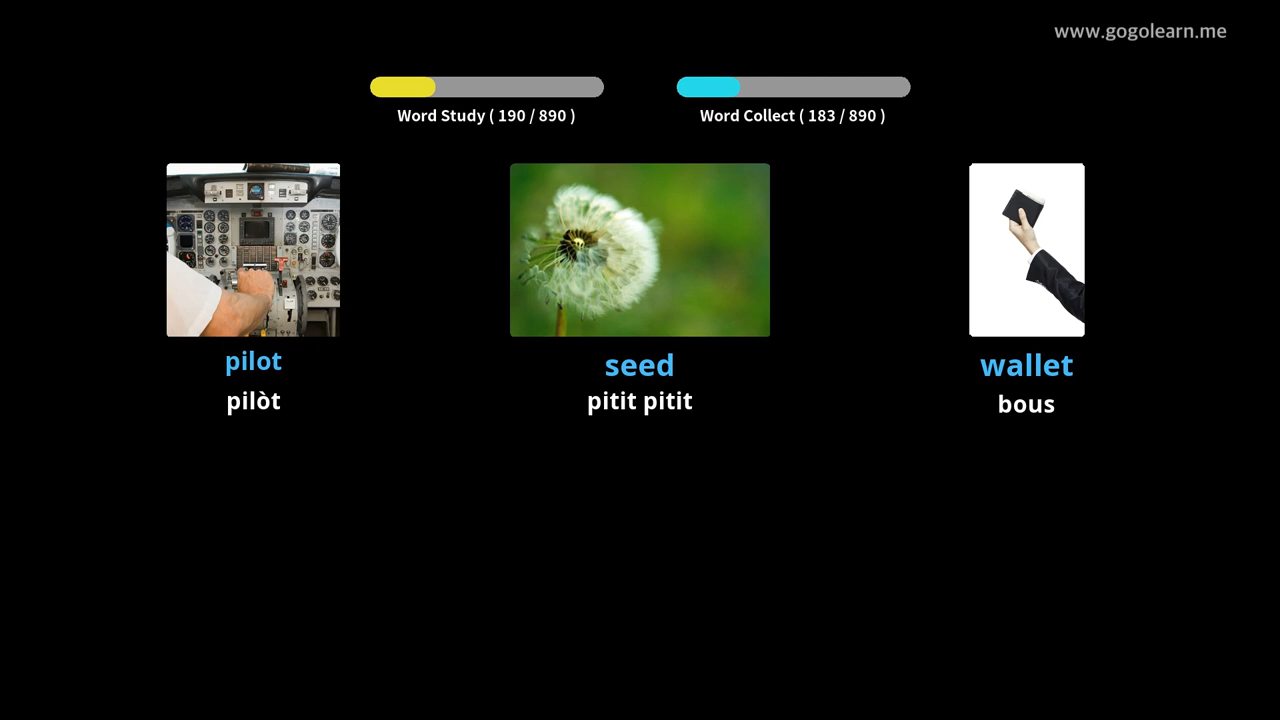 www.gogolearn.me
Word Study ( 190 / 890 )
Word Collect ( 183 / 890 )
pilot
pilòt
seed
pitit pitit
wallet
bous